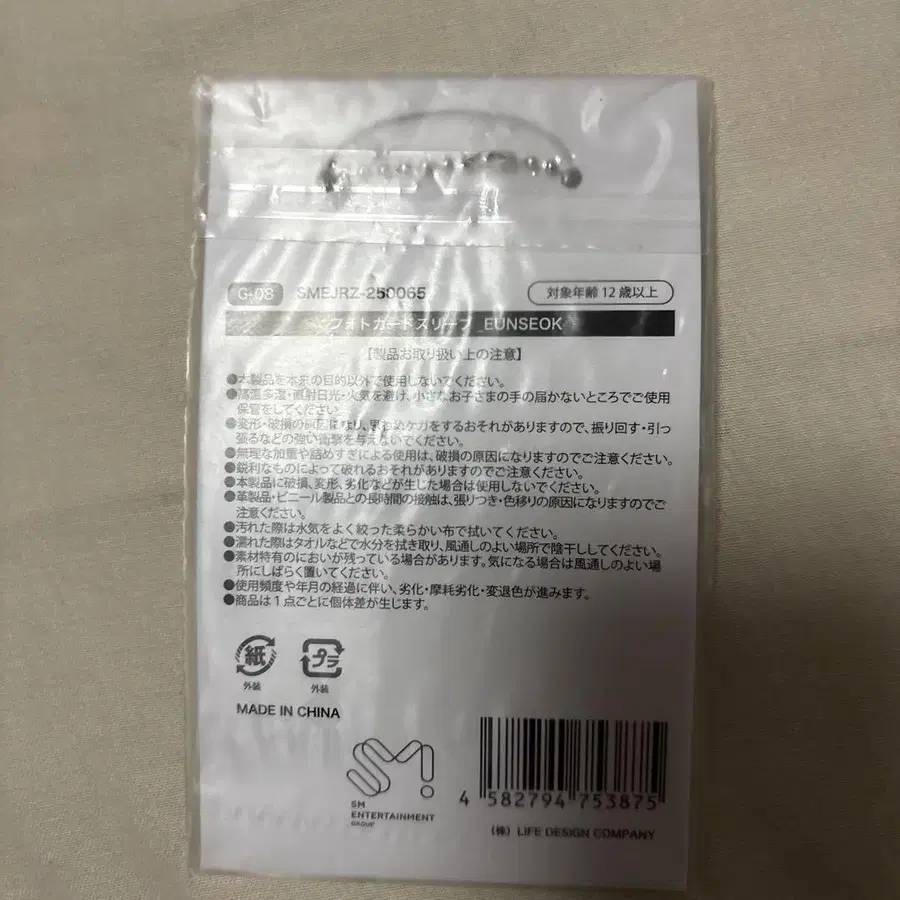 G-08 SMEJRZ-250065 対象年齢12歳以上
フォトカードスリーブ_EUNSEOK
【製品お取り扱い上の注意】
●本製品を本来の目的以外で使用しないでください。
●高温多湿・直射日光・火気を避け、小さなお子さまの手の届かないところでご使用
保管をしてください。
●変形・破損の原因になり、思わぬケガをするおそれがありますので、振り回す・引っ
張るなどの強い衝撃を与えないでください。
●無理な加重や詰めすぎによる使用は、破損の原因になりますのでご注意ください。
●鋭利なものによって破れるおそれがありますのでご注意ください。
●本製品に破損、変形、劣化などが生じた場合は使用しないでください。
●革製品・ビニール製品との長時間の接触は、張りつき・色移りの原因になりますのでご
注意ください。
●汚れた際は水気をよく絞った柔らかい布で拭いてください。
●濡れた際はタオルなどで水分を拭き取り、風通しのよい場所で陰干ししてください。
●素材特有のにおいが残っている場合があります。気になる場合は風通しのよい場
所にしばらく置いてください。
●使用頻度や年月の経過に伴い、劣化・摩耗劣化・変退色が進みます。
●商品は1点ごとに個体差が生じます。
紙 プラ
外装 外装
MADE IN CHINA
SM
SM
ENTERTAINMENT
GROUP
4 582794 753875
(株) LIFE DESIGN COMPANY